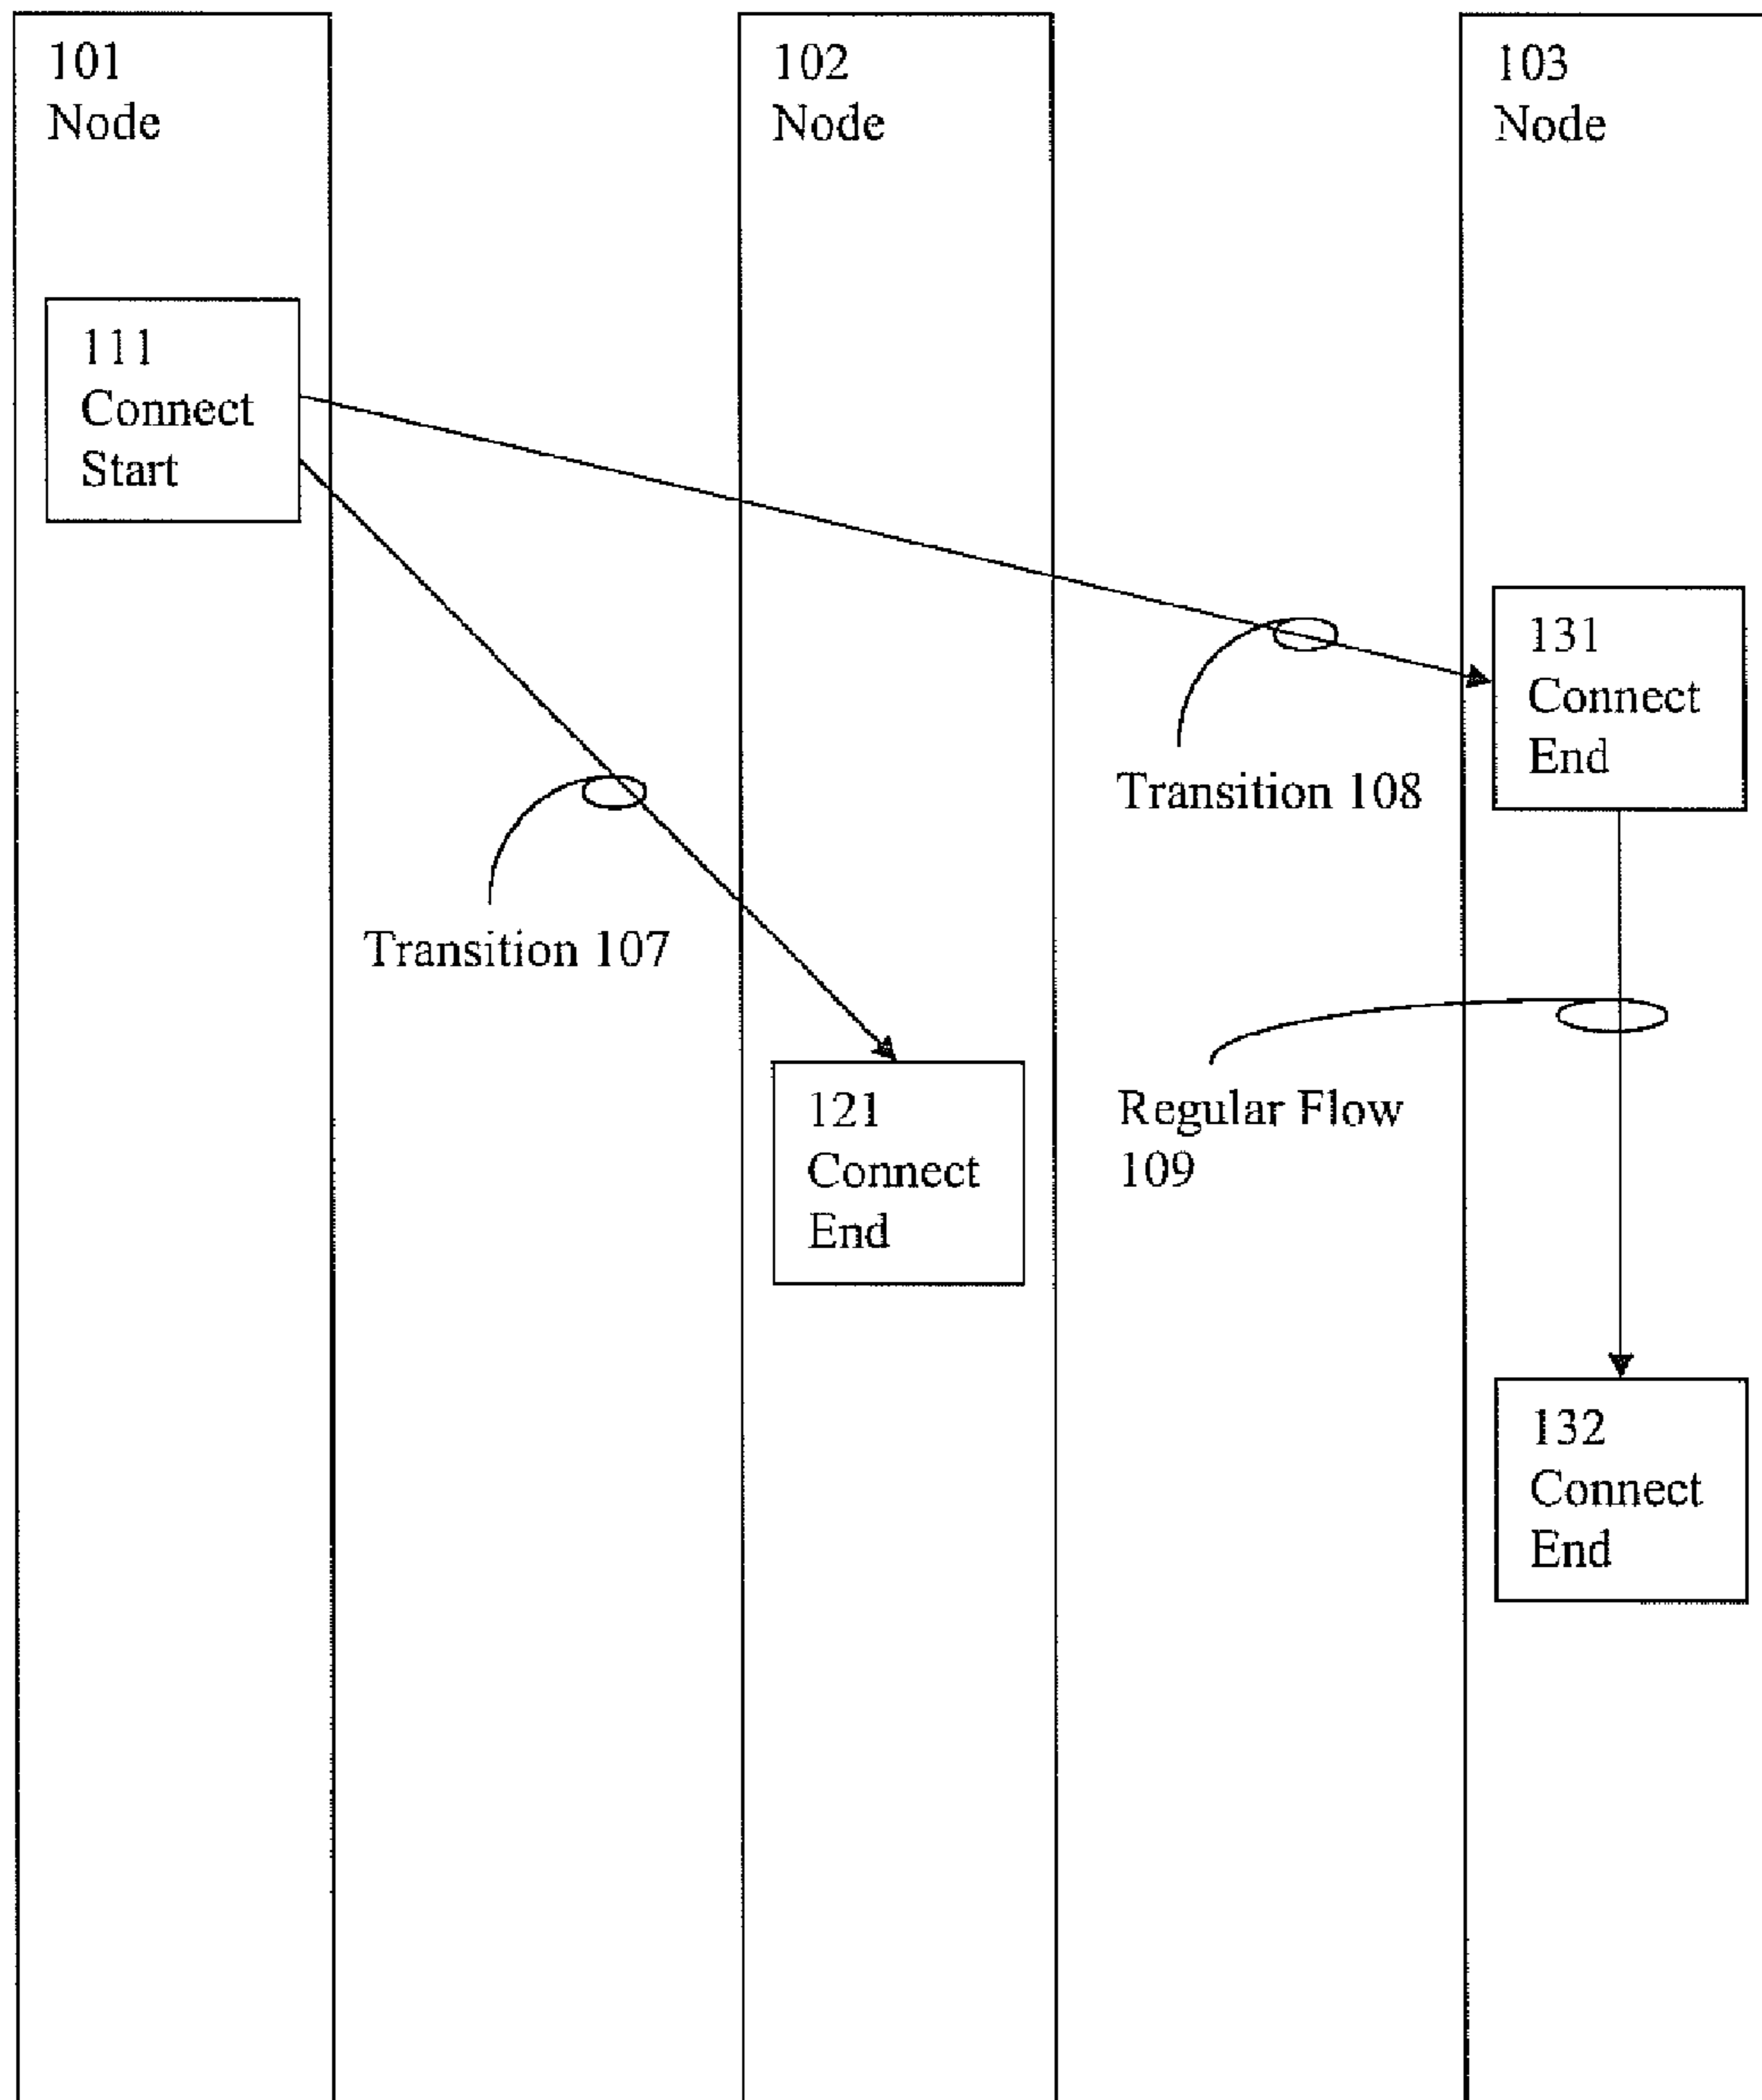 101
Node
102
Node
103
Node
111
Connect
Start
131
Connect
End
Transition 108
Transition 107
Regular Flow
109
121
Connect
End
132
Connect
End